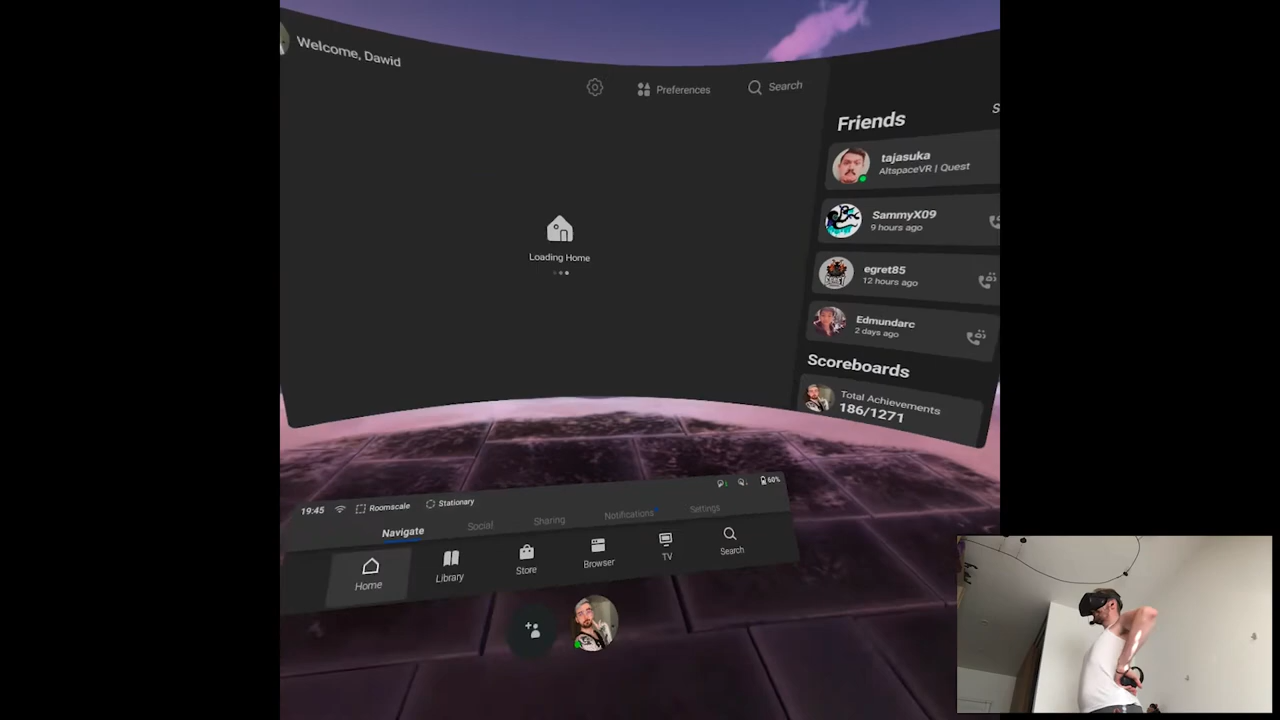 Welcome, Dawid
Preferences
Search
Loading Home
S
Friends
tajasuka
AltspaceVR | Quest
SammyX09
9 hours ago
egret85
12 hours ago
Edmundarc
2 days ago
Scoreboards
Total Achievements
186/1271
19:45 Roomscale Stationary 60%
Navigate Social Sharing Notifications Settings
Home Library Store Browser TV Search